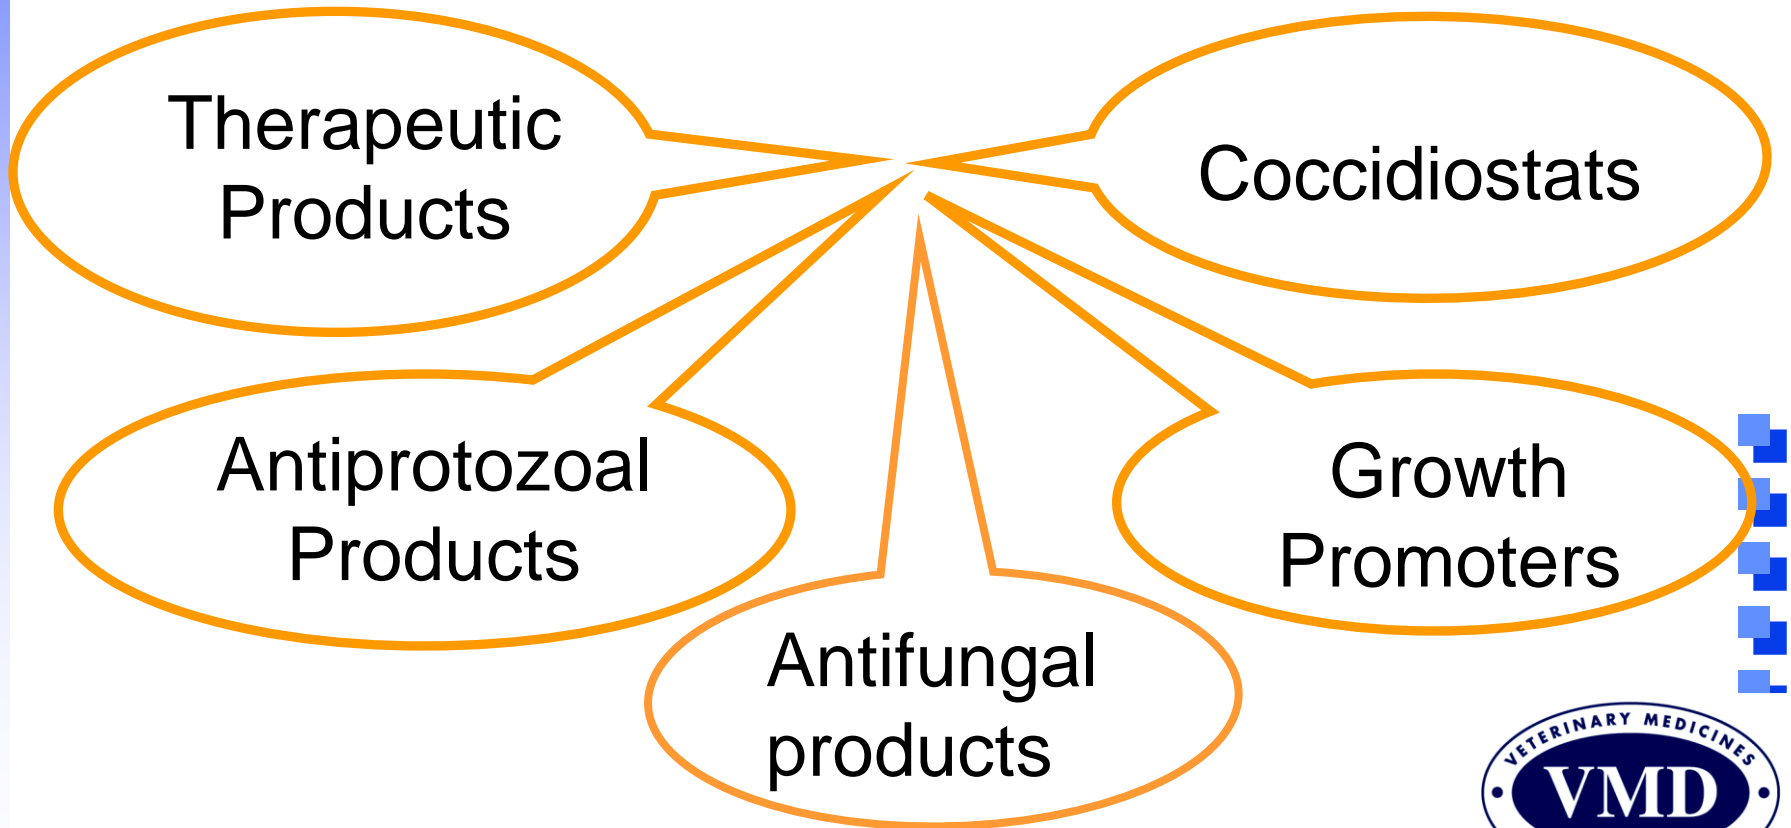 Therapeutic
Products
Coccidiostats
Antiprotozoal
Products
Growth
Promoters
Antifungal
products
VETERINARY MEDICINES
VMD